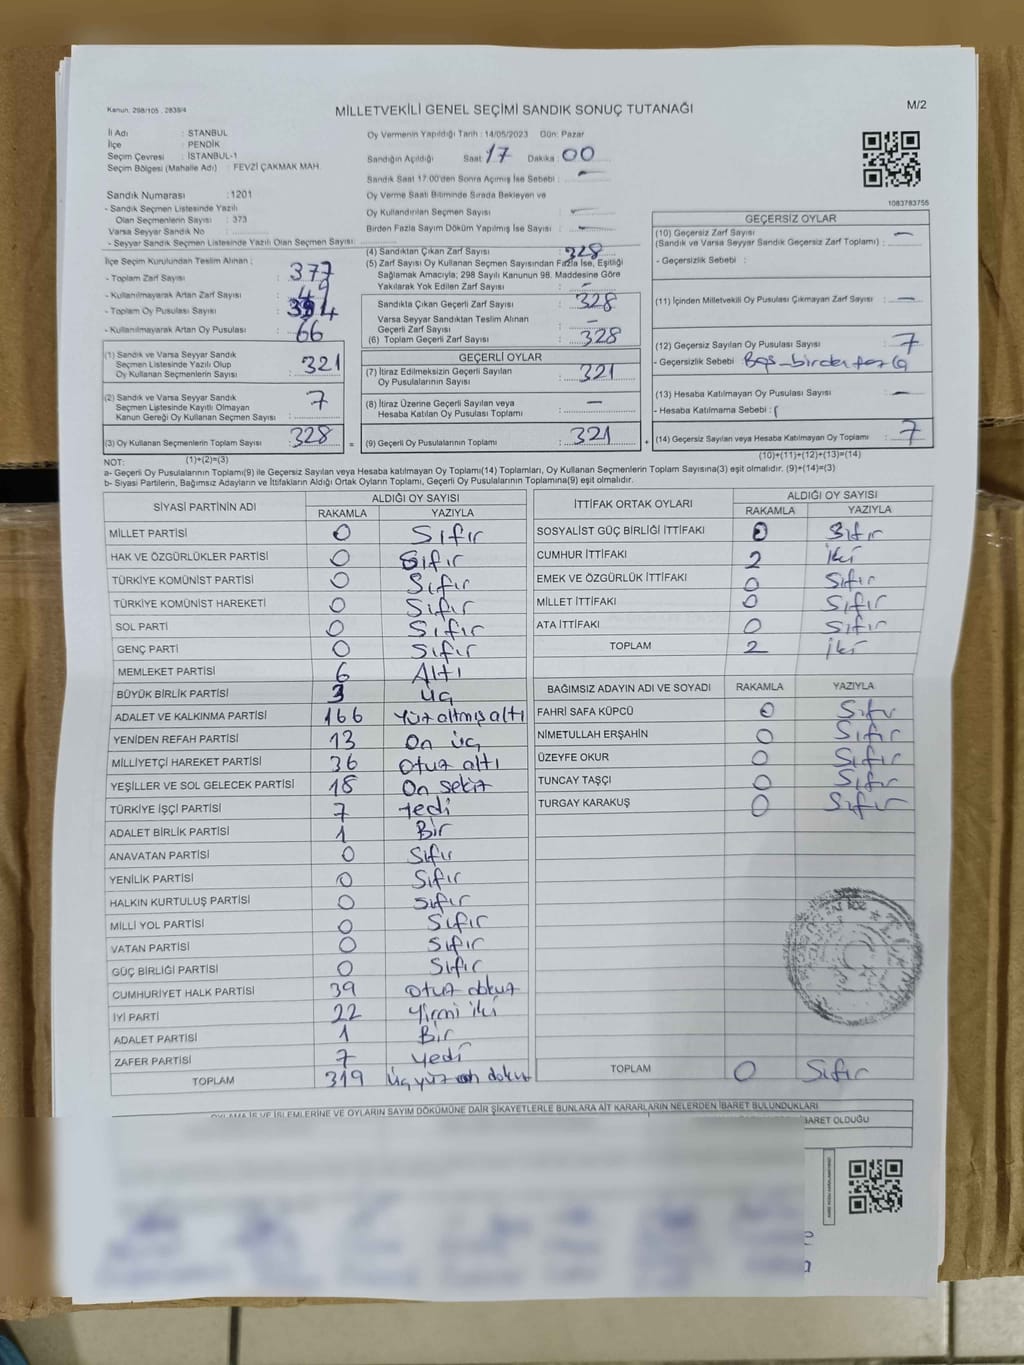 Kanun: 298/105 . 2839/4
MİLLETVEKİLİ GENEL SEÇİMİ SANDIK SONUÇ TUTANAĞI
M/2
İl Adı : STANBUL
İlçe : PENDİK
Seçim Çevresi : İSTANBUL-1
Seçim Bölgesi (Mahalle Adı) : FEVZİ ÇAKMAK MAH.
Sandık Numarası : 1201
- Sandık Seçmen Listesinde Yazılı
Olan Seçmenlerin Sayısı : 373
Varsa Seyyar Sandık No :
- Seyyar Sandık Seçmen Listesinde Yazılı Olan Seçmen Sayısı:
Oy Vermenin Yapıldığı Tarih : 14/05/2023 Gün: Pazar
Sandığın Açıldığı Saat : 17 Dakika : 00
Sandık Saat 17:00'den Sonra Açılmış İse Sebebi : -
Oy Verme Saati Bitiminde Sırada Bekleyen ve
Oy Kullandırılan Seçmen Sayısı : -
Birden Fazla Sayım Döküm Yapılmış İse Sayısı : -
1083783755
İlçe Seçim Kurulundan Teslim Alınan :
- Toplam Zarf Sayısı : 377
- Kullanılmayarak Artan Zarf Sayısı : 49
- Toplam Oy Pusulası Sayısı :
- Kullanılmayarak Artan Oy Pusulası : 66
(1) Sandık ve Varsa Seyyar Sandık
Seçmen Listesinde Yazılı Olup
Oy Kullanan Seçmenlerin Sayısı : 321
(2) Sandık ve Varsa Seyyar Sandık
Seçmen Listesinde Kayıtlı Olmayan
Kanun Gereği Oy Kullanan Seçmen Sayısı : 7
(3) Oy Kullanan Seçmenlerin Toplam Sayısı : 328
(4) Sandıktan Çıkan Zarf Sayısı : 328
(5) Zarf Sayısı Oy Kullanan Seçmen Sayısından Fazla İse, Eşitliği
Sağlamak Amacıyla; 298 Sayılı Kanunun 98. Maddesine Göre
Yakılarak Yok Edilen Zarf Sayısı : -
Sandıkta Çıkan Geçerli Zarf Sayısı : 328
Varsa Seyyar Sandıktan Teslim Alınan
Geçerli Zarf Sayısı : -
(6) Toplam Geçerli Zarf Sayısı : 328
GEÇERLİ OYLAR
(7) İtiraz Edilmeksizin Geçerli Sayılan
Oy Pusulalarının Sayısı : 321
(8) İtiraz Üzerine Geçerli Sayılan veya
Hesaba Katılan Oy Pusulası Toplamı : -
= (9) Geçerli Oy Pusulalarının Toplamı : 321
GEÇERSİZ OYLAR
(10) Geçersiz Zarf Sayısı
(Sandık ve Varsa Seyyar Sandık Geçersiz Zarf Toplamı) : -
- Geçersizlik Sebebi :
(11) İçinden Milletvekili Oy Pusulası Çıkmayan Zarf Sayısı : -
(12) Geçersiz Sayılan Oy Pusulası Sayısı : 7
- Geçersizlik Sebebi : Boş-birden fazla
(13) Hesaba Katılmayan Oy Pusulası Sayısı : -
- Hesaba Katılmama Sebebi :
+ (14) Geçersiz Sayılan veya Hesaba Katılmayan Oy Toplamı : 7
NOT: (1)+(2)=(3)
(10)+(11)+(12)+(13)=(14)
a- Geçerli Oy Pusulalarının Toplamı(9) ile Geçersiz Sayılan veya Hesaba katılmayan Oy Toplamı(14) Toplamları, Oy Kullanan Seçmenlerin Toplam Sayısına(3) eşit olmalıdır. (9)+(14)=(3)
b- Siyasi Partilerin, Bağımsız Adayların ve İttifakların Aldığı Ortak Oyların Toplamı, Geçerli Oy Pusulalarının Toplamına(9) eşit olmalıdır.
SİYASİ PARTİNİN ADI ALDIĞI OY SAYISI
RAKAMLA YAZIYLA
MİLLET PARTİSİ 0 Sıfır
HAK VE ÖZGÜRLÜKLER PARTİSİ 0 Sıfır
TÜRKİYE KOMÜNİST PARTİSİ 0 Sıfır
TÜRKİYE KOMÜNİST HAREKETİ 0 Sıfır
SOL PARTİ 0 Sıfır
GENÇ PARTİ 0 Sıfır
MEMLEKET PARTİSİ 6 Altı
BÜYÜK BİRLİK PARTİSİ 3 Üç
ADALET VE KALKINMA PARTİSİ 166 Yüz altmış altı
YENİDEN REFAH PARTİSİ 13 On üç
MİLLİYETÇİ HAREKET PARTİSİ 36 Otuz altı
YEŞİLLER VE SOL GELECEK PARTİSİ 18 On sekiz
TÜRKİYE İŞÇİ PARTİSİ 7 Yedi
ADALET BİRLİK PARTİSİ 1 Bir
ANAVATAN PARTİSİ 0 Sıfır
YENİLİK PARTİSİ 0 Sıfır
HALKIN KURTULUŞ PARTİSİ 0 Sıfır
MİLLİ YOL PARTİSİ 0 Sıfır
VATAN PARTİSİ 0 Sıfır
GÜÇ BİRLİĞİ PARTİSİ 0 Sıfır
CUMHURİYET HALK PARTİSİ 39 Otuz dokuz
İYİ PARTİ 22 Yirmi iki
ADALET PARTİSİ 1 Bir
ZAFER PARTİSİ 7 Yedi
TOPLAM 319 Üç yüz on dokuz
İTTİFAK ORTAK OYLARI ALDIĞI OY SAYISI
RAKAMLA YAZIYLA
SOSYALİST GÜÇ BİRLİĞİ İTTİFAKI 0 Sıfır
CUMHUR İTTİFAKI 2 İki
EMEK VE ÖZGÜRLÜK İTTİFAKI 0 Sıfır
MİLLET İTTİFAKI 0 Sıfır
ATA İTTİFAKI 0 Sıfır
TOPLAM 2 İki
BAĞIMSIZ ADAYIN ADI VE SOYADI RAKAMLA YAZIYLA
FAHRİ SAFA KÜPCÜ 0 Sıfır
NİMETULLAH ERŞAHİN 0 Sıfır
ÜZEYFE OKUR 0 Sıfır
TUNCAY TAŞÇI 0 Sıfır
TURGAY KARAKUŞ 0 Sıfır
TOPLAM 0 Sıfır
OYLAMA İŞ VE İŞLEMLERİNE VE OYLARIN SAYIM DÖKÜMÜNE DAİR ŞİKAYETLERLE BUNLARA AİT KARARLARIN NELERDEN İBARET BULUNDUKLARI
İBARET OLDUĞU